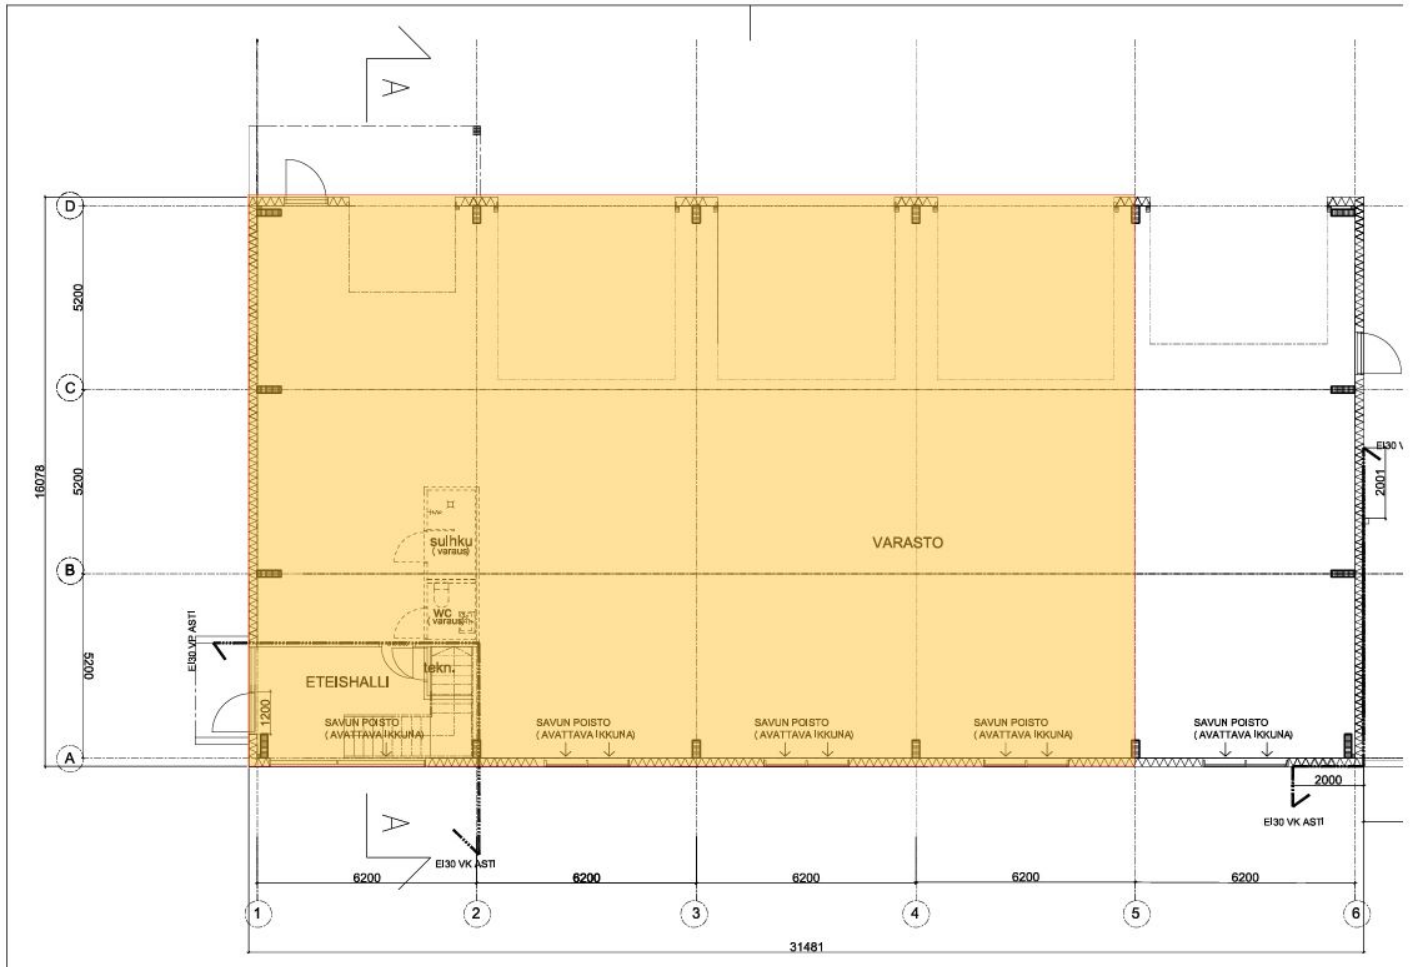 A
D
5200
C
5200
16078
EI30 V
2001
sulhku
( varaus)
VARASTO
B
WC
( varaus)
EI30 VP ASTI
5200
tekn.
ETEISHALLI
1200
SAVUN POISTO
( AVATTAVA IKKUNA)
SAVUN POISTO
( AVATTAVA IKKUNA)
SAVUN POISTO
( AVATTAVA IKKUNA)
SAVUN POISTO
( AVATTAVA IKKUNA)
SAVUN POISTO
( AVATTAVA IKKUNA)
A
2000
A
EI30 VK ASTI
EI30 VK ASTI
6200
6200
6200
6200
6200
1
2
3
4
5
6
31481